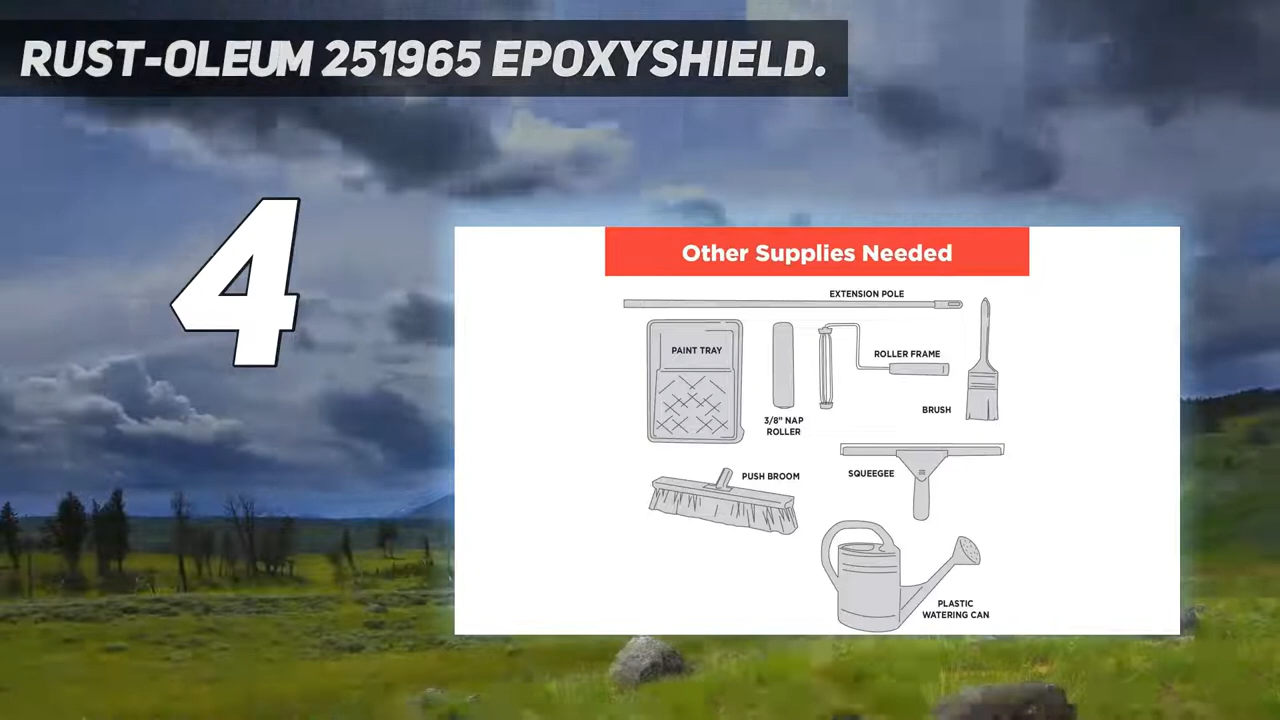 RUST-OLEUM 251965 EPOXYSHIELD.
4
Other Supplies Needed
EXTENSION POLE
PAINT TRAY
ROLLER FRAME
BRUSH
3/8" NAP
ROLLER
PUSH BROOM
SQUEEGEE
PLASTIC
WATERING CAN